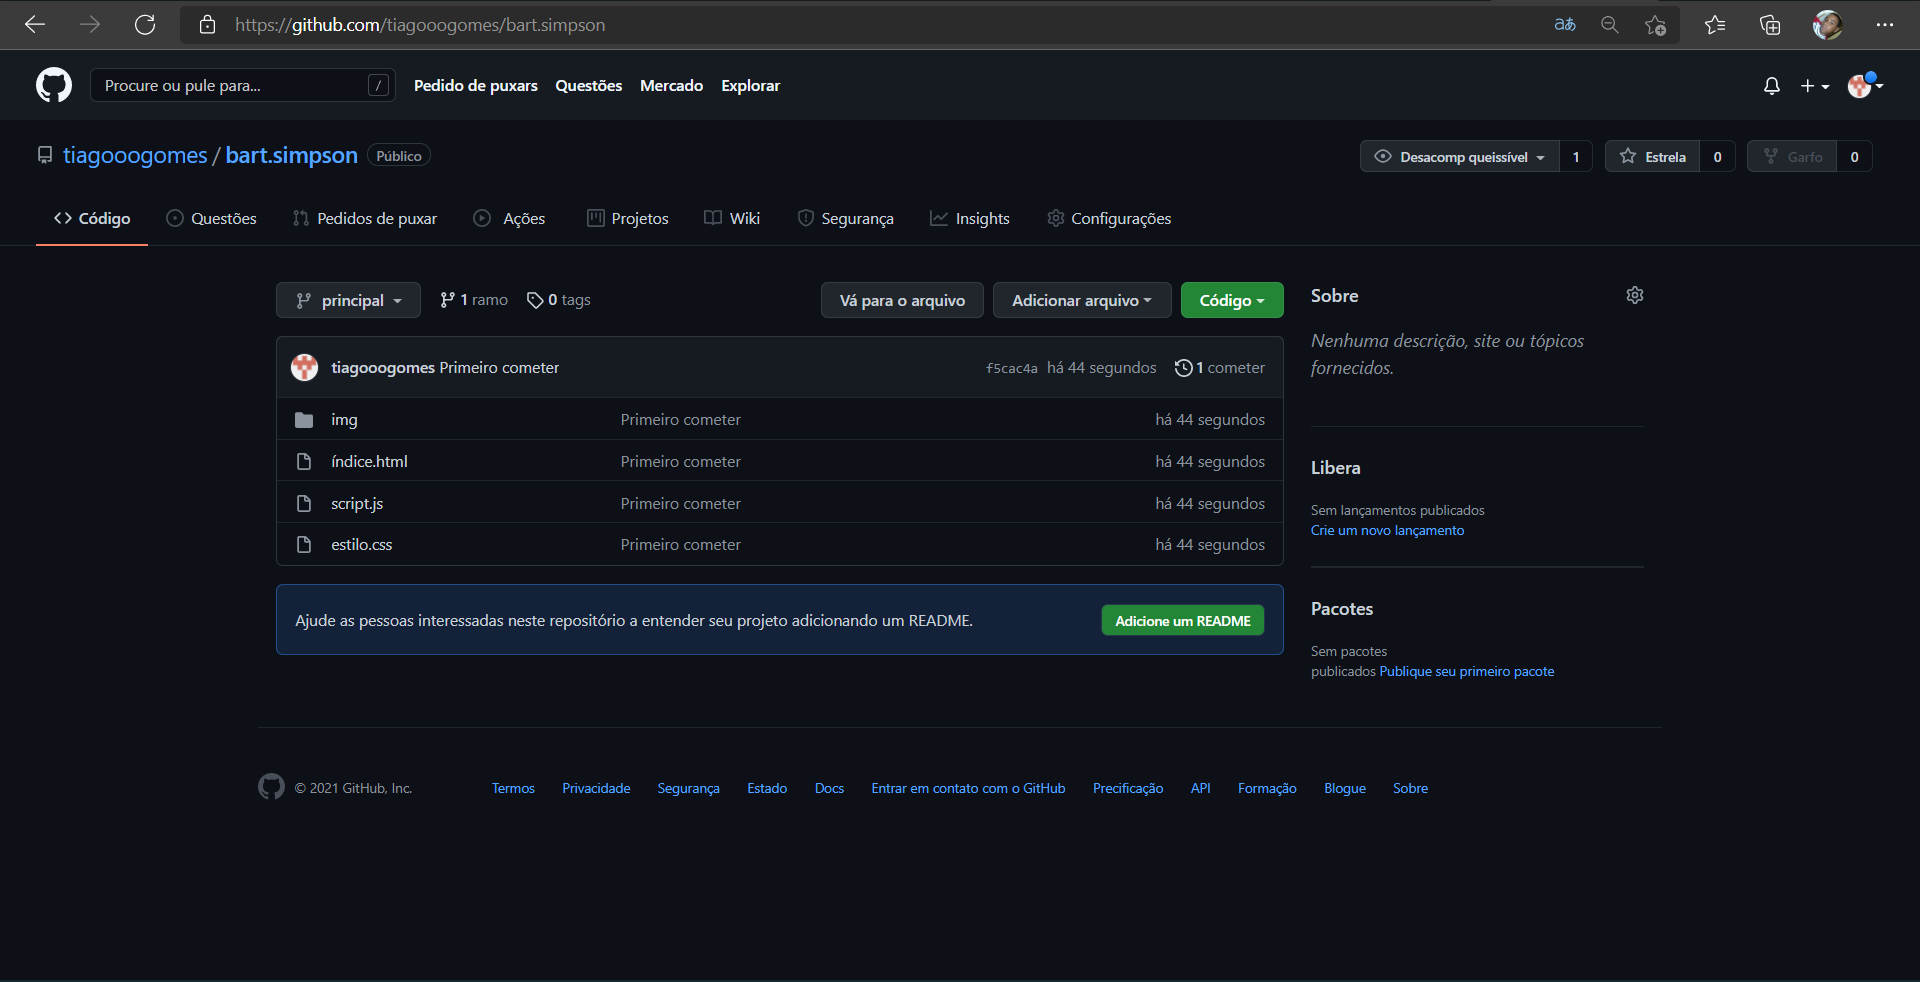 https://github.com/tiagooogomes/bart.simpson
aあ
Procure ou pule para... /
Pedido de puxars Questões Mercado Explorar
tiagooogomes / bart.simpson Público
Desacomp queissível 1 Estrela 0 Garfo 0
Código Questões Pedidos de puxar Ações Projetos Wiki Segurança Insights Configurações
principal 1 ramo 0 tags Vá para o arquivo Adicionar arquivo Código
tiagooogomes Primeiro cometer f5cac4a há 44 segundos 1 cometer
img Primeiro cometer há 44 segundos
índice.html Primeiro cometer há 44 segundos
script.js Primeiro cometer há 44 segundos
estilo.css Primeiro cometer há 44 segundos
Ajude as pessoas interessadas neste repositório a entender seu projeto adicionando um README. Adicione um README
Sobre
Nenhuma descrição, site ou tópicos
fornecidos.
Libera
Sem lançamentos publicados
Crie um novo lançamento
Pacotes
Sem pacotes
publicados Publique seu primeiro pacote
© 2021 GitHub, Inc. Termos Privacidade Segurança Estado Docs Entrar em contato com o GitHub Precificação API Formação Blogue Sobre